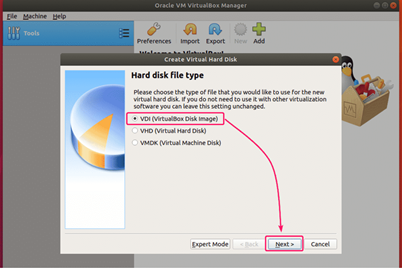 Oracle VM VirtualBox Manager
File Machine Help
Tools
Preferences Import Export New Add
Create Virtual Hard Disk
Hard disk file type
Please choose the type of file that you would like to use for the new
virtual hard disk. If you do not need to use it with other virtualization
software you can leave this setting unchanged.
VDI (VirtualBox Disk Image)
VHD (Virtual Hard Disk)
VMDK (Virtual Machine Disk)
Expert Mode < Back Next > Cancel